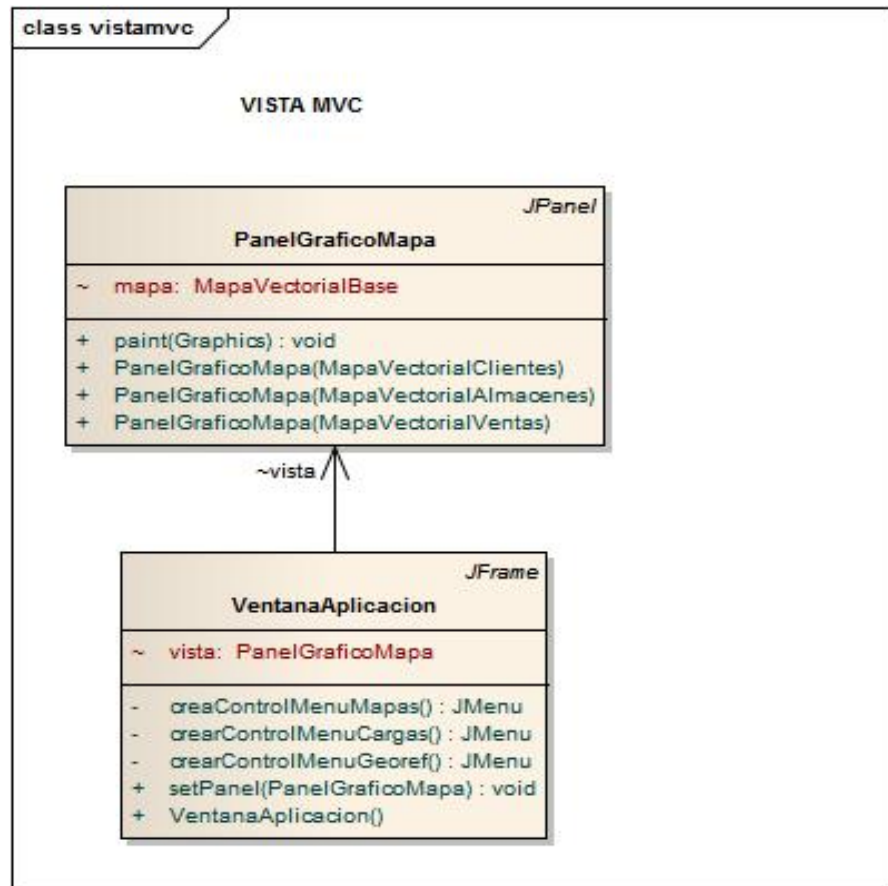 class vistamvc
VISTA MVC
JPanel
PanelGraficoMapa
~ mapa: MapaVectorialBase
+ paint(Graphics) : void
+ PanelGraficoMapa(MapaVectorialClientes)
+ PanelGraficoMapa(MapaVectorialAlmacenes)
+ PanelGraficoMapa(MapaVectorialVentas)
~vista
JFrame
VentanaAplicacion
~ vista: PanelGraficoMapa
- creaControlMenuMapas() : JMenu
- crearControlMenuCargas() : JMenu
- crearControlMenuGeoref() : JMenu
+ setPanel(PanelGraficoMapa) : void
+ VentanaAplicacion()